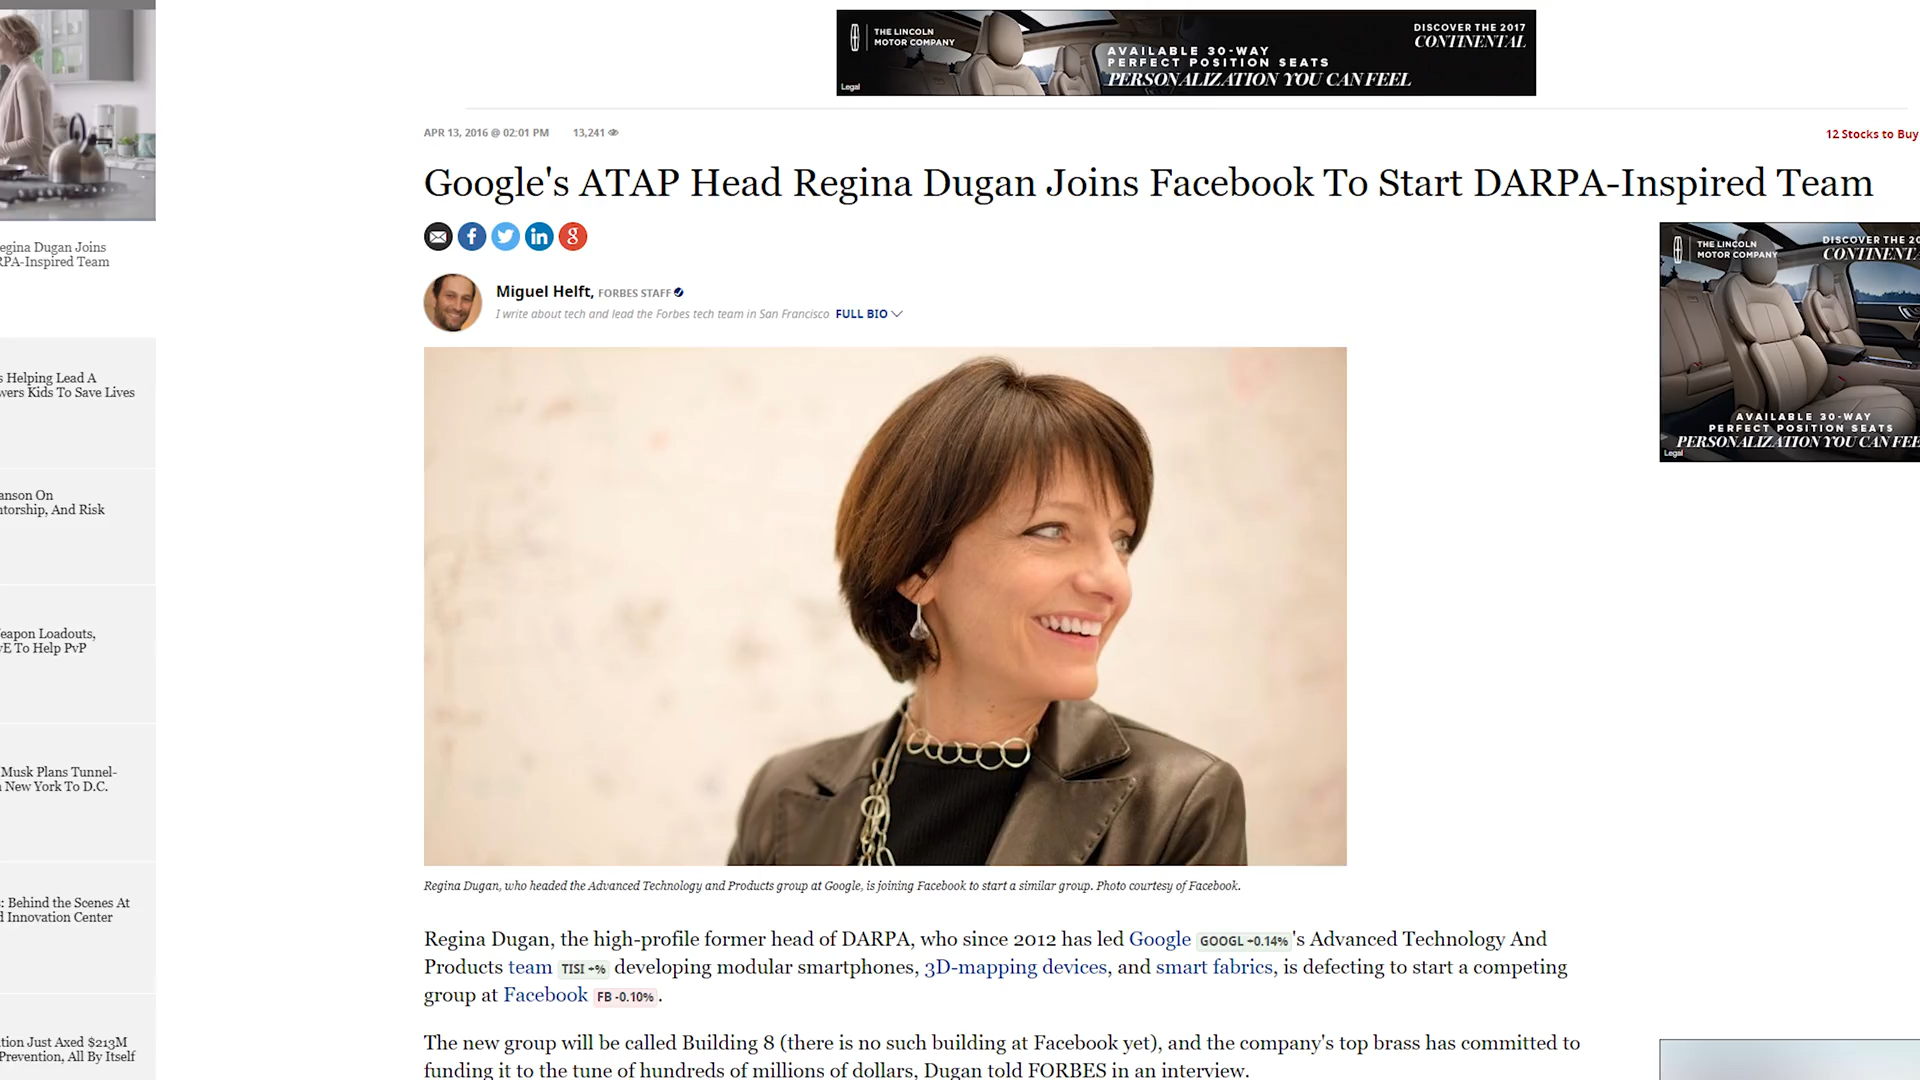 THE LINCOLN
MOTOR COMPANY
AVAILABLE 30-WAY
PERFECT POSITION SEATS
PERSONALIZATION YOU CAN FEEL
DISCOVER THE 2017
CONTINENTAL
Legal
APR 13, 2016 @ 02:01 PM 13,241
12 Stocks to Buy
Google's ATAP Head Regina Dugan Joins Facebook To Start DARPA-Inspired Team
Miguel Helft, FORBES STAFF
I write about tech and lead the Forbes tech team in San Francisco FULL BIO
THE LINCOLN
MOTOR COMPANY
DISCOVER THE 20
CONTINENTA
AVAILABLE 30-WAY
PERFECT POSITION SEATS
PERSONALIZATION YOU CAN FEE
Legal
egina Dugan Joins
RPA-Inspired Team
s Helping Lead A
wers Kids To Save Lives
anson On
ntorship, And Risk
eapon Loadouts,
vE To Help PvP
Musk Plans Tunnel-
New York To D.C.
: Behind the Scenes At
d Innovation Center
tion Just Axed $213M
Prevention, All By Itself
Regina Dugan, who headed the Advanced Technology and Products group at Google, is joining Facebook to start a similar group. Photo courtesy of Facebook.
Regina Dugan, the high-profile former head of DARPA, who since 2012 has led Google GOOGL +0.14% 's Advanced Technology And
Products team TISI +% developing modular smartphones, 3D-mapping devices, and smart fabrics, is defecting to start a competing
group at Facebook FB -0.10% .
The new group will be called Building 8 (there is no such building at Facebook yet), and the company's top brass has committed to
funding it to the tune of hundreds of millions of dollars, Dugan told FORBES in an interview.